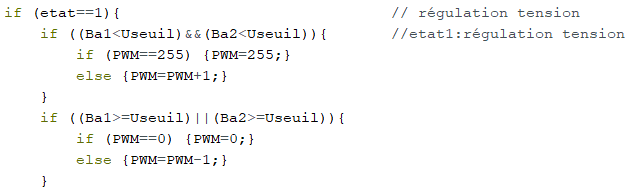 if (etat==1){ // régulation tension
if ((Ba1<Useuil)&&(Ba2<Useuil)){ //etat1:régulation tension
if (PWM==255) {PWM=255;}
else {PWM=PWM+1;}
}
if ((Ba1>=Useuil)||(Ba2>=Useuil)){
if (PWM==0) {PWM=0;}
else {PWM=PWM-1;}
}